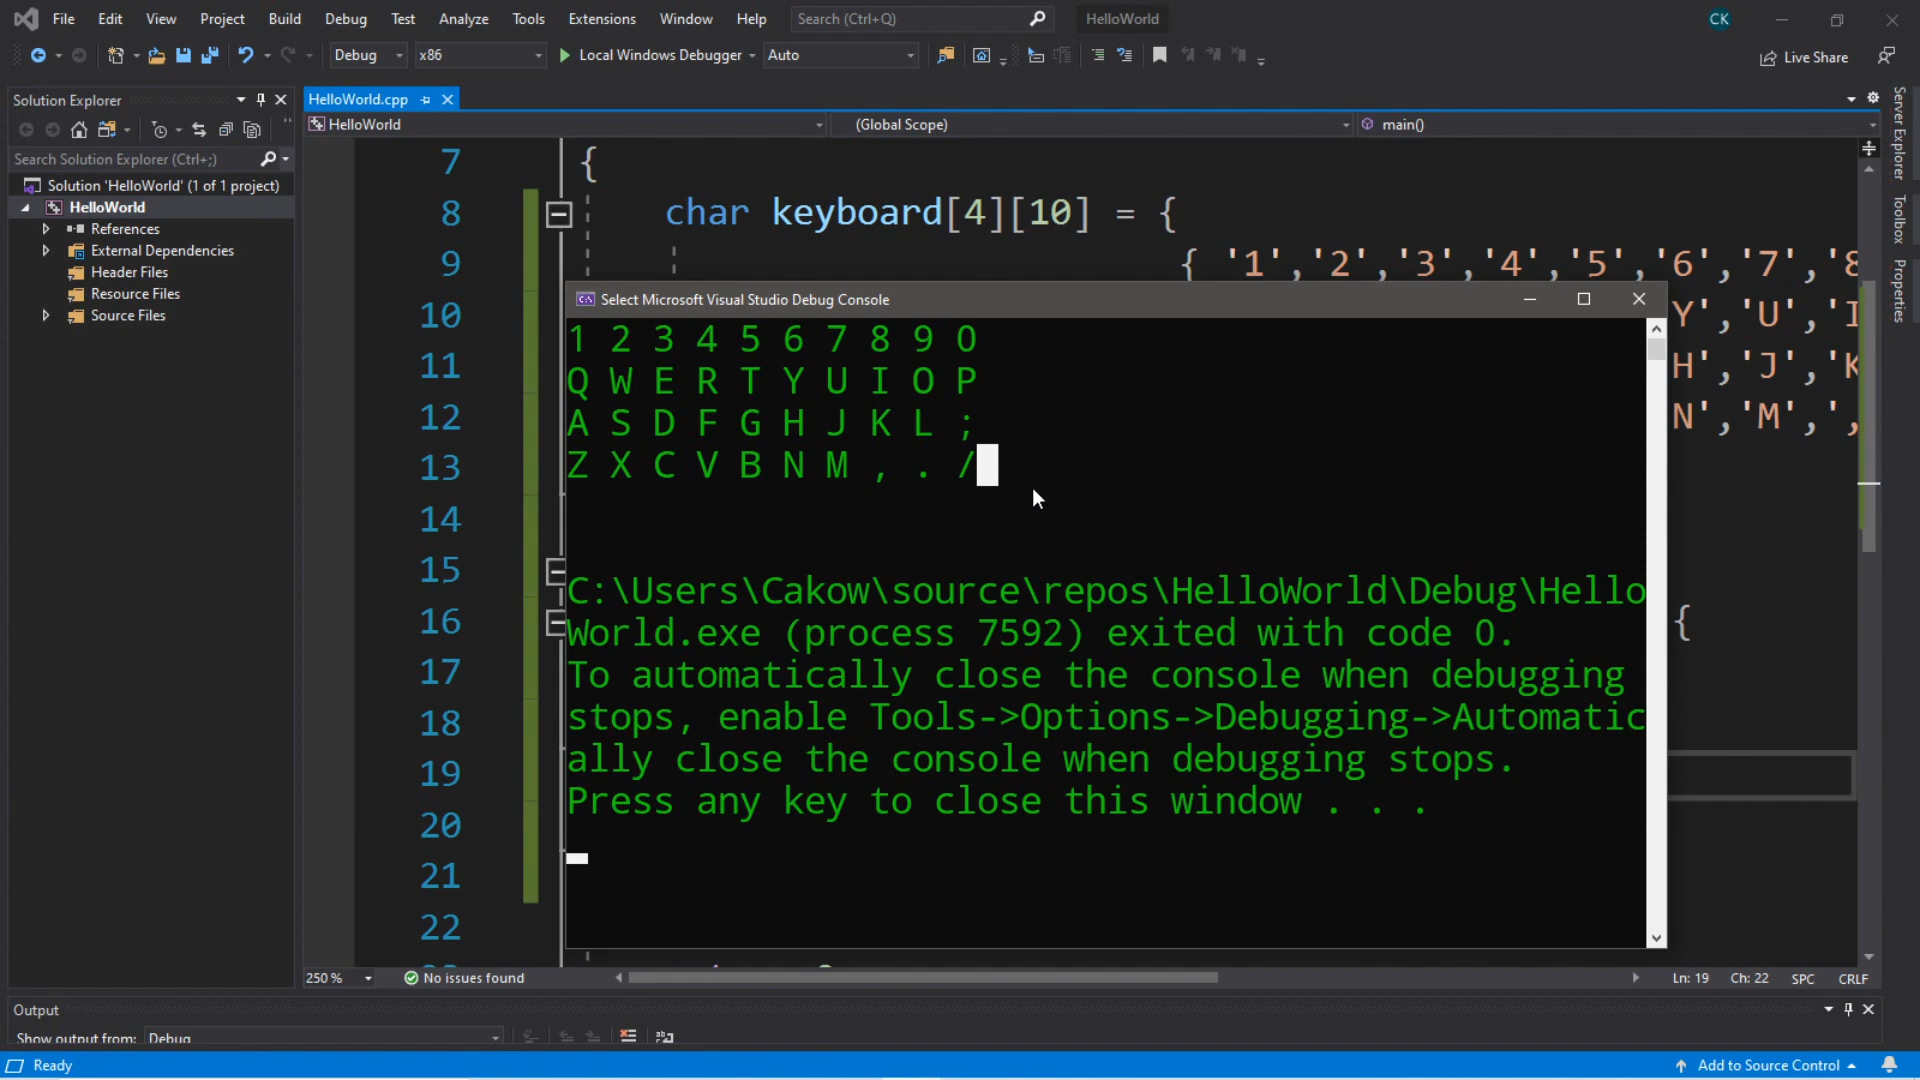 File Edit View Project Build Debug Test Analyze Tools Extensions Window Help Search (Ctrl+Q) HelloWorld CK
Debug x86 Local Windows Debugger Auto Live Share
Solution Explorer
HelloWorld.cpp
HelloWorld (Global Scope) main()
Search Solution Explorer (Ctrl+;)
Solution 'HelloWorld' (1 of 1 project)
HelloWorld
References
External Dependencies
Header Files
Resource Files
Source Files
Server Explorer
Toolbox
Properties
7 {
8 char keyboard[4][10] = {
9 { '1','2','3','4','5','6','7','8
10 Y','U','I
11 H','J','K
12 N','M',',
13
14
15
16 {
17
18
19
20
21
22
Select Microsoft Visual Studio Debug Console
1 2 3 4 5 6 7 8 9 0
Q W E R T Y U I O P
A S D F G H J K L ;
Z X C V B N M , . /
C:\Users\Cakow\source\repos\HelloWorld\Debug\Hello
World.exe (process 7592) exited with code 0.
To automatically close the console when debugging
stops, enable Tools->Options->Debugging->Automatic
ally close the console when debugging stops.
Press any key to close this window . . .
250 % No issues found Ln: 19 Ch: 22 SPC CRLF
Output
Show output from: Debug
Ready Add to Source Control